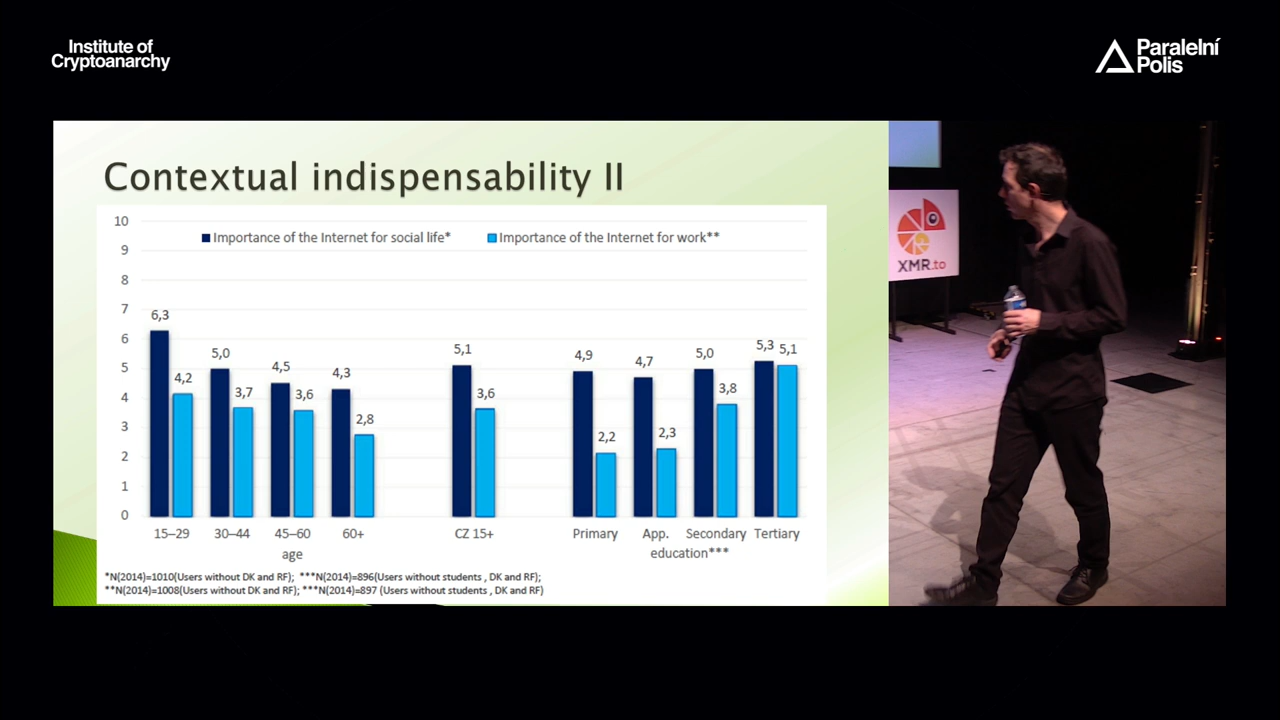 Institute of
Cryptoanarchy
Paralelní
Polis
Contextual indispensability II
10
9
8
7
6
5
4
3
2
1
0
Importance of the Internet for social life*
Importance of the Internet for work**
6,3
4,2
5,0
3,7
4,5
3,6
4,3
2,8
5,1
3,6
4,9
2,2
4,7
2,3
5,0
3,8
5,3
5,1
15–29
30–44
45–60
60+
CZ 15+
Primary
App.
Secondary
Tertiary
age
education***
*N(2014)=1010(Users without DK and RF); ***N(2014)=896(Users without students , DK and RF);
**N(2014)=1008(Users without DK and RF); ***N(2014)=897 (Users without students , DK and RF)
XMR.to